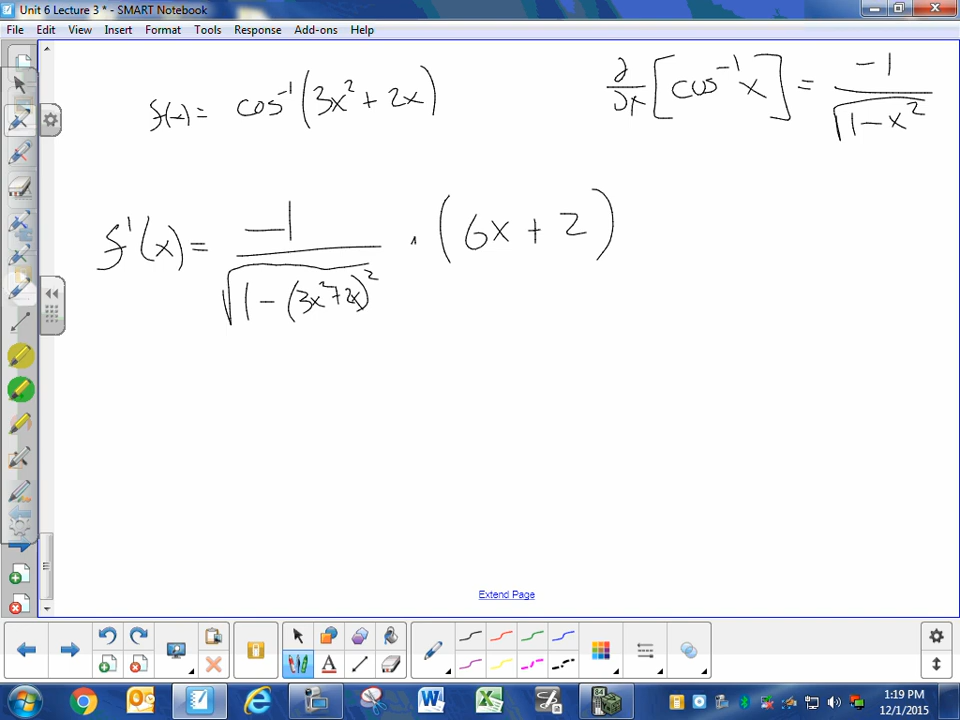 Unit 6 Lecture 3 * - SMART Notebook
File Edit View Insert Format Tools Response Add-ons Help
f(x) = cos⁻¹(3x² + 2x)
∂/∂x [cos⁻¹x] = -1/√(1-x²)
f'(x) = -1/√(1-(3x²+2x)²) · (6x + 2)
Extend Page
1:19 PM
12/1/2015